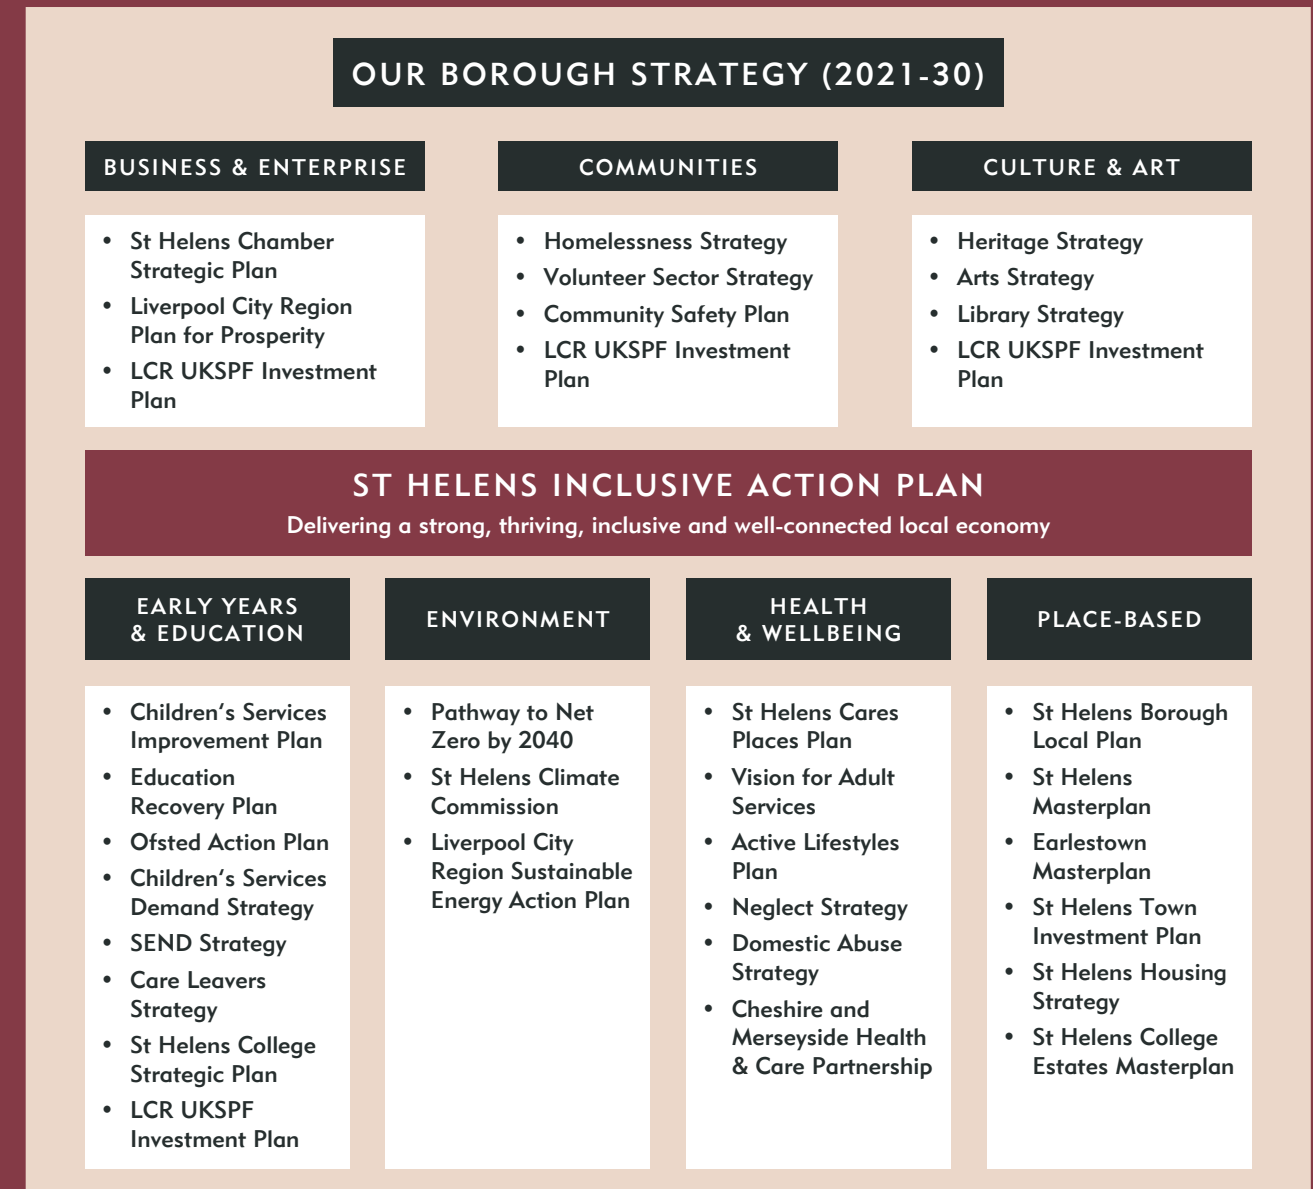 OUR BOROUGH STRATEGY (2021-30)
BUSINESS & ENTERPRISE
• St Helens Chamber
Strategic Plan
• Liverpool City Region
Plan for Prosperity
• LCR UKSPF Investment
Plan
COMMUNITIES
• Homelessness Strategy
• Volunteer Sector Strategy
• Community Safety Plan
• LCR UKSPF Investment
Plan
CULTURE & ART
• Heritage Strategy
• Arts Strategy
• Library Strategy
• LCR UKSPF Investment
Plan
ST HELENS INCLUSIVE ACTION PLAN
Delivering a strong, thriving, inclusive and well-connected local economy
EARLY YEARS
& EDUCATION
• Children’s Services
Improvement Plan
• Education
Recovery Plan
• Ofsted Action Plan
• Children’s Services
Demand Strategy
• SEND Strategy
• Care Leavers
Strategy
• St Helens College
Strategic Plan
• LCR UKSPF
Investment Plan
ENVIRONMENT
• Pathway to Net
Zero by 2040
• St Helens Climate
Commission
• Liverpool City
Region Sustainable
Energy Action Plan
HEALTH
& WELLBEING
• St Helens Cares
Places Plan
• Vision for Adult
Services
• Active Lifestyles
Plan
• Neglect Strategy
• Domestic Abuse
Strategy
• Cheshire and
Merseyside Health
& Care Partnership
PLACE-BASED
• St Helens Borough
Local Plan
• St Helens
Masterplan
• Earlestown
Masterplan
• St Helens Town
Investment Plan
• St Helens Housing
Strategy
• St Helens College
Estates Masterplan